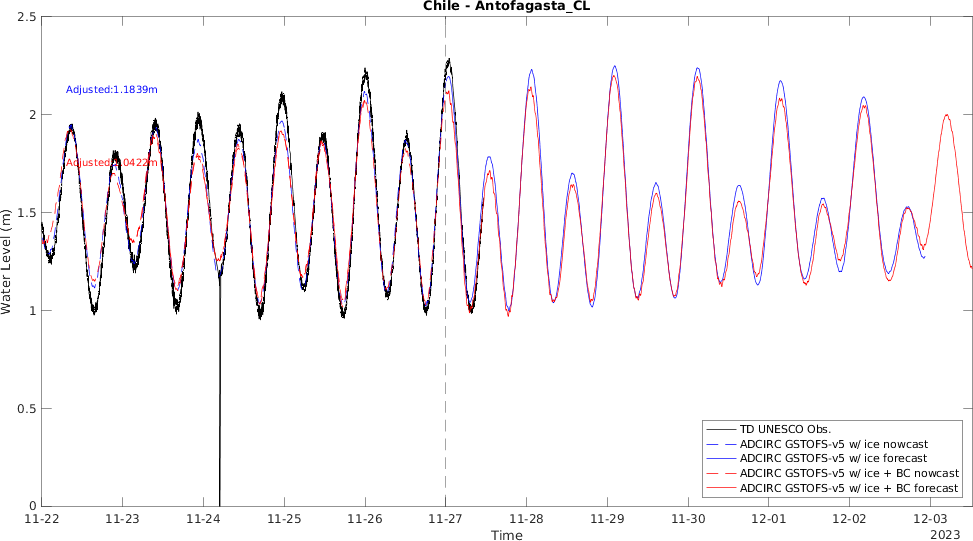 Chile - Antofagasta_CL
2.5
2
1.5
1
0.5
0
Water Level (m)
Adjusted:1.1839m
Adjusted: .0422m
TD UNESCO Obs.
ADCIRC GSTOFS-v5 w/ ice nowcast
ADCIRC GSTOFS-v5 w/ ice forecast
ADCIRC GSTOFS-v5 w/ ice + BC nowcast
ADCIRC GSTOFS-v5 w/ ice + BC forecast
11-22 11-23 11-24 11-25 11-26 11-27 11-28 11-29 11-30 12-01 12-02 12-03
Time
2023